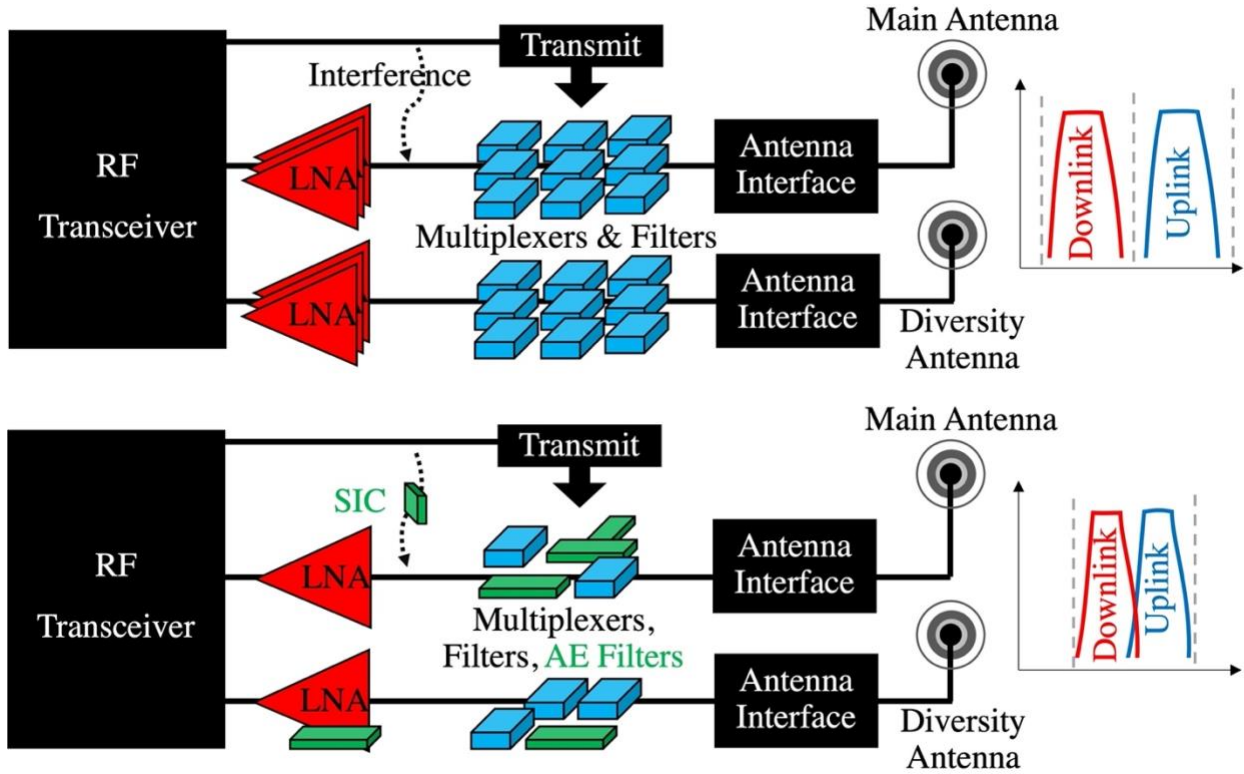 Transmit
Main Antenna
Interference
RF
Transceiver
LNA
Antenna
Interface
Multiplexers & Filters
LNA
Antenna
Interface
Diversity
Antenna
Downlink
Uplink
Transmit
Main Antenna
SIC
RF
Transceiver
LNA
Antenna
Interface
Multiplexers,
Filters, AE Filters
LNA
Antenna
Interface
Diversity
Antenna
Downlink
Uplink